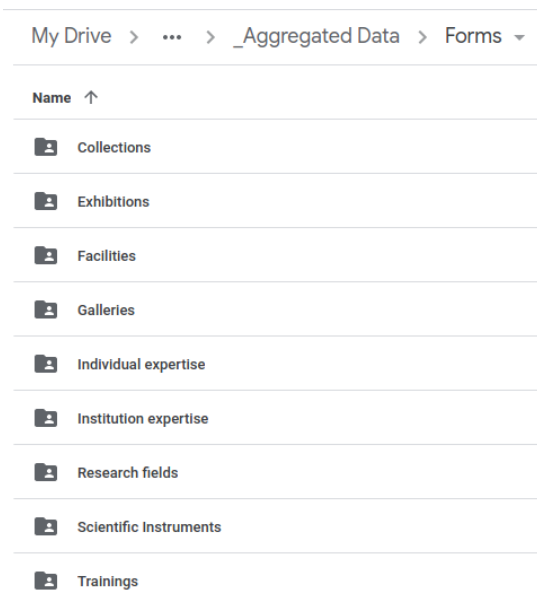 My Drive > ... > _Aggregated Data > Forms
Name ↑
Collections
Exhibitions
Facilities
Galleries
Individual expertise
Institution expertise
Research fields
Scientific Instruments
Trainings